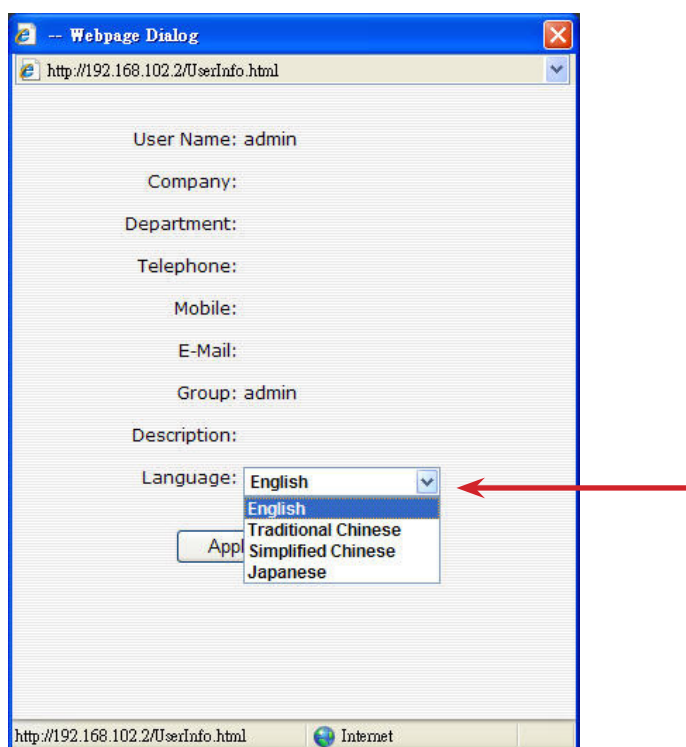 -- Webpage Dialog
http://192.168.102.2/UserInfo.html
User Name: admin
Company:
Department:
Telephone:
Mobile:
E-Mail:
Group: admin
Description:
Language: English
English
Traditional Chinese
Simplified Chinese
Japanese
Appl
http://192.168.102.2/UserInfo.html Internet